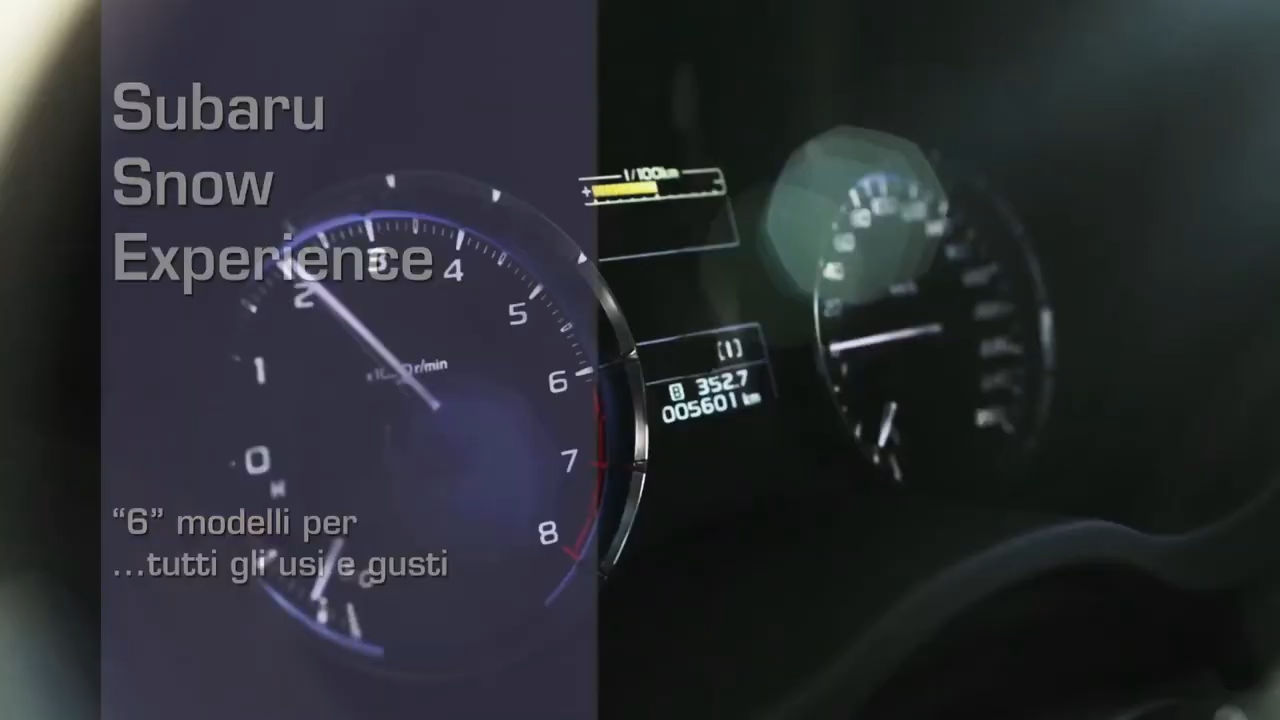 Subaru
Snow
Experience
“6” modelli per
...tutti gli usi e gusti
l/100km
+ -
[1]
B 352.7
005601 km
0
1
2
3
4
5
6
7
8
r/min
H
C